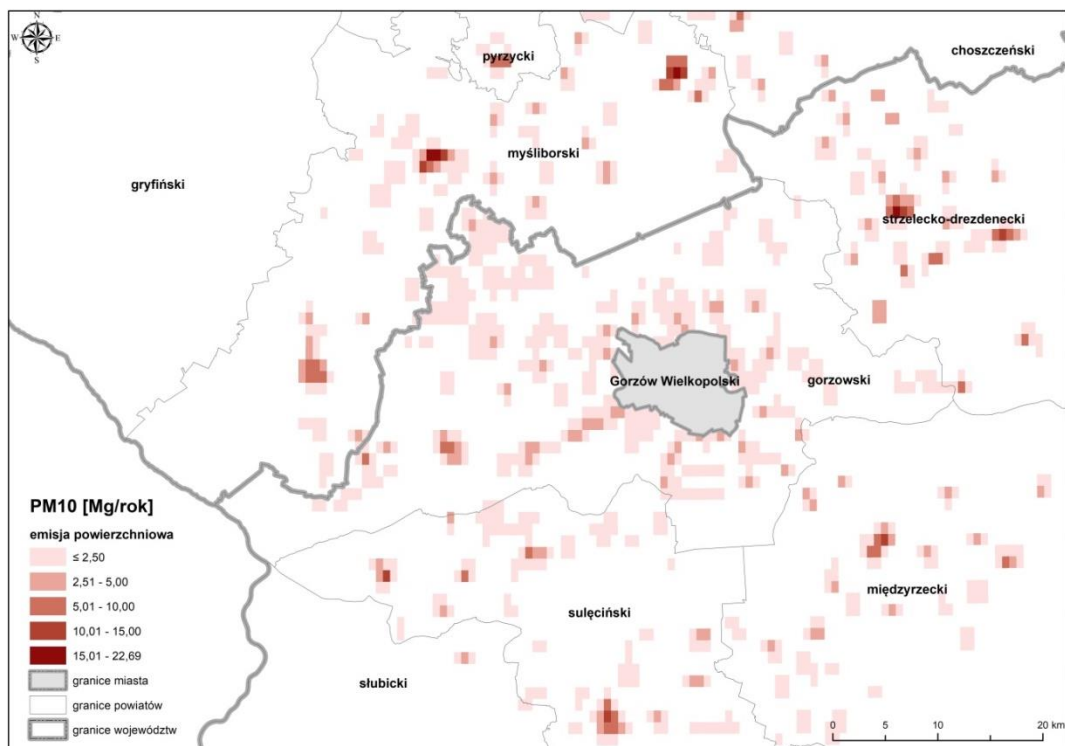 N
W E
S
pyrzycki
choszczeński
myśliborski
gryfiński
strzelecko-drezdenecki
Gorzów Wielkopolski
gorzowski
międzyrzecki
sulęciński
słubicki
PM10 [Mg/rok]
emisja powierzchniowa
≤ 2,50
2,51 - 5,00
5,01 - 10,00
10,01 - 15,00
15,01 - 22,69
granice miasta
granice powiatów
granice województw
0 5 10 20 km